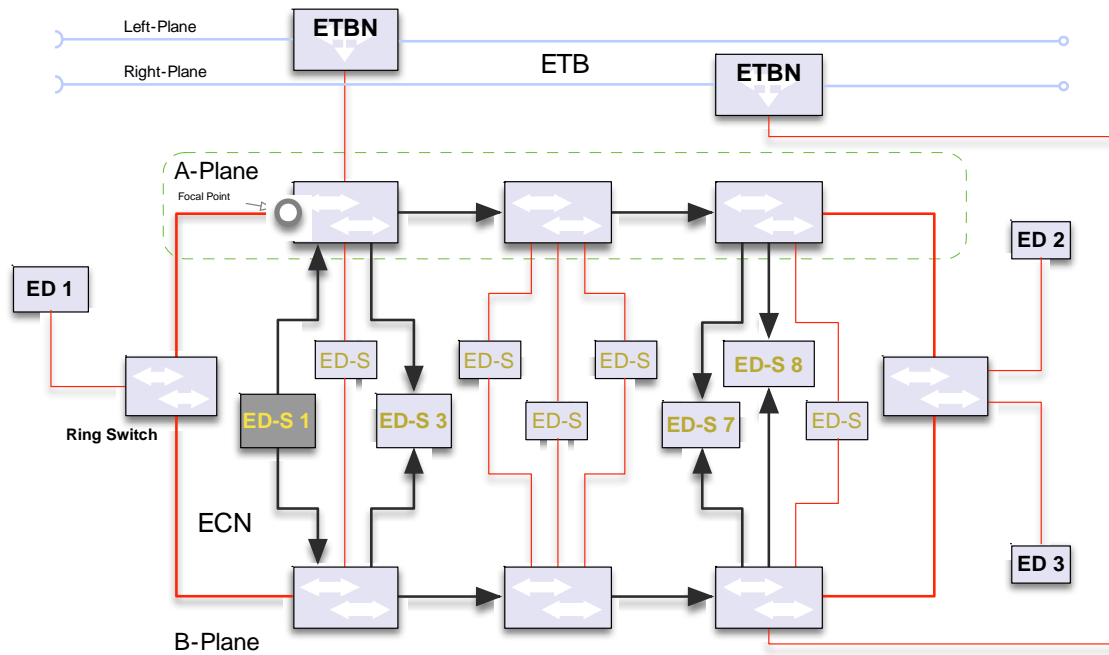 Left-Plane
ETBN
ETB
Right-Plane
ETBN
A-Plane
Focal Point
ED 2
ED 1
ED-S
ED-S
ED-S
ED-S 8
ED-S 1
ED-S 3
ED-S
ED-S 7
ED-S
Ring Switch
ECN
ED 3
B-Plane